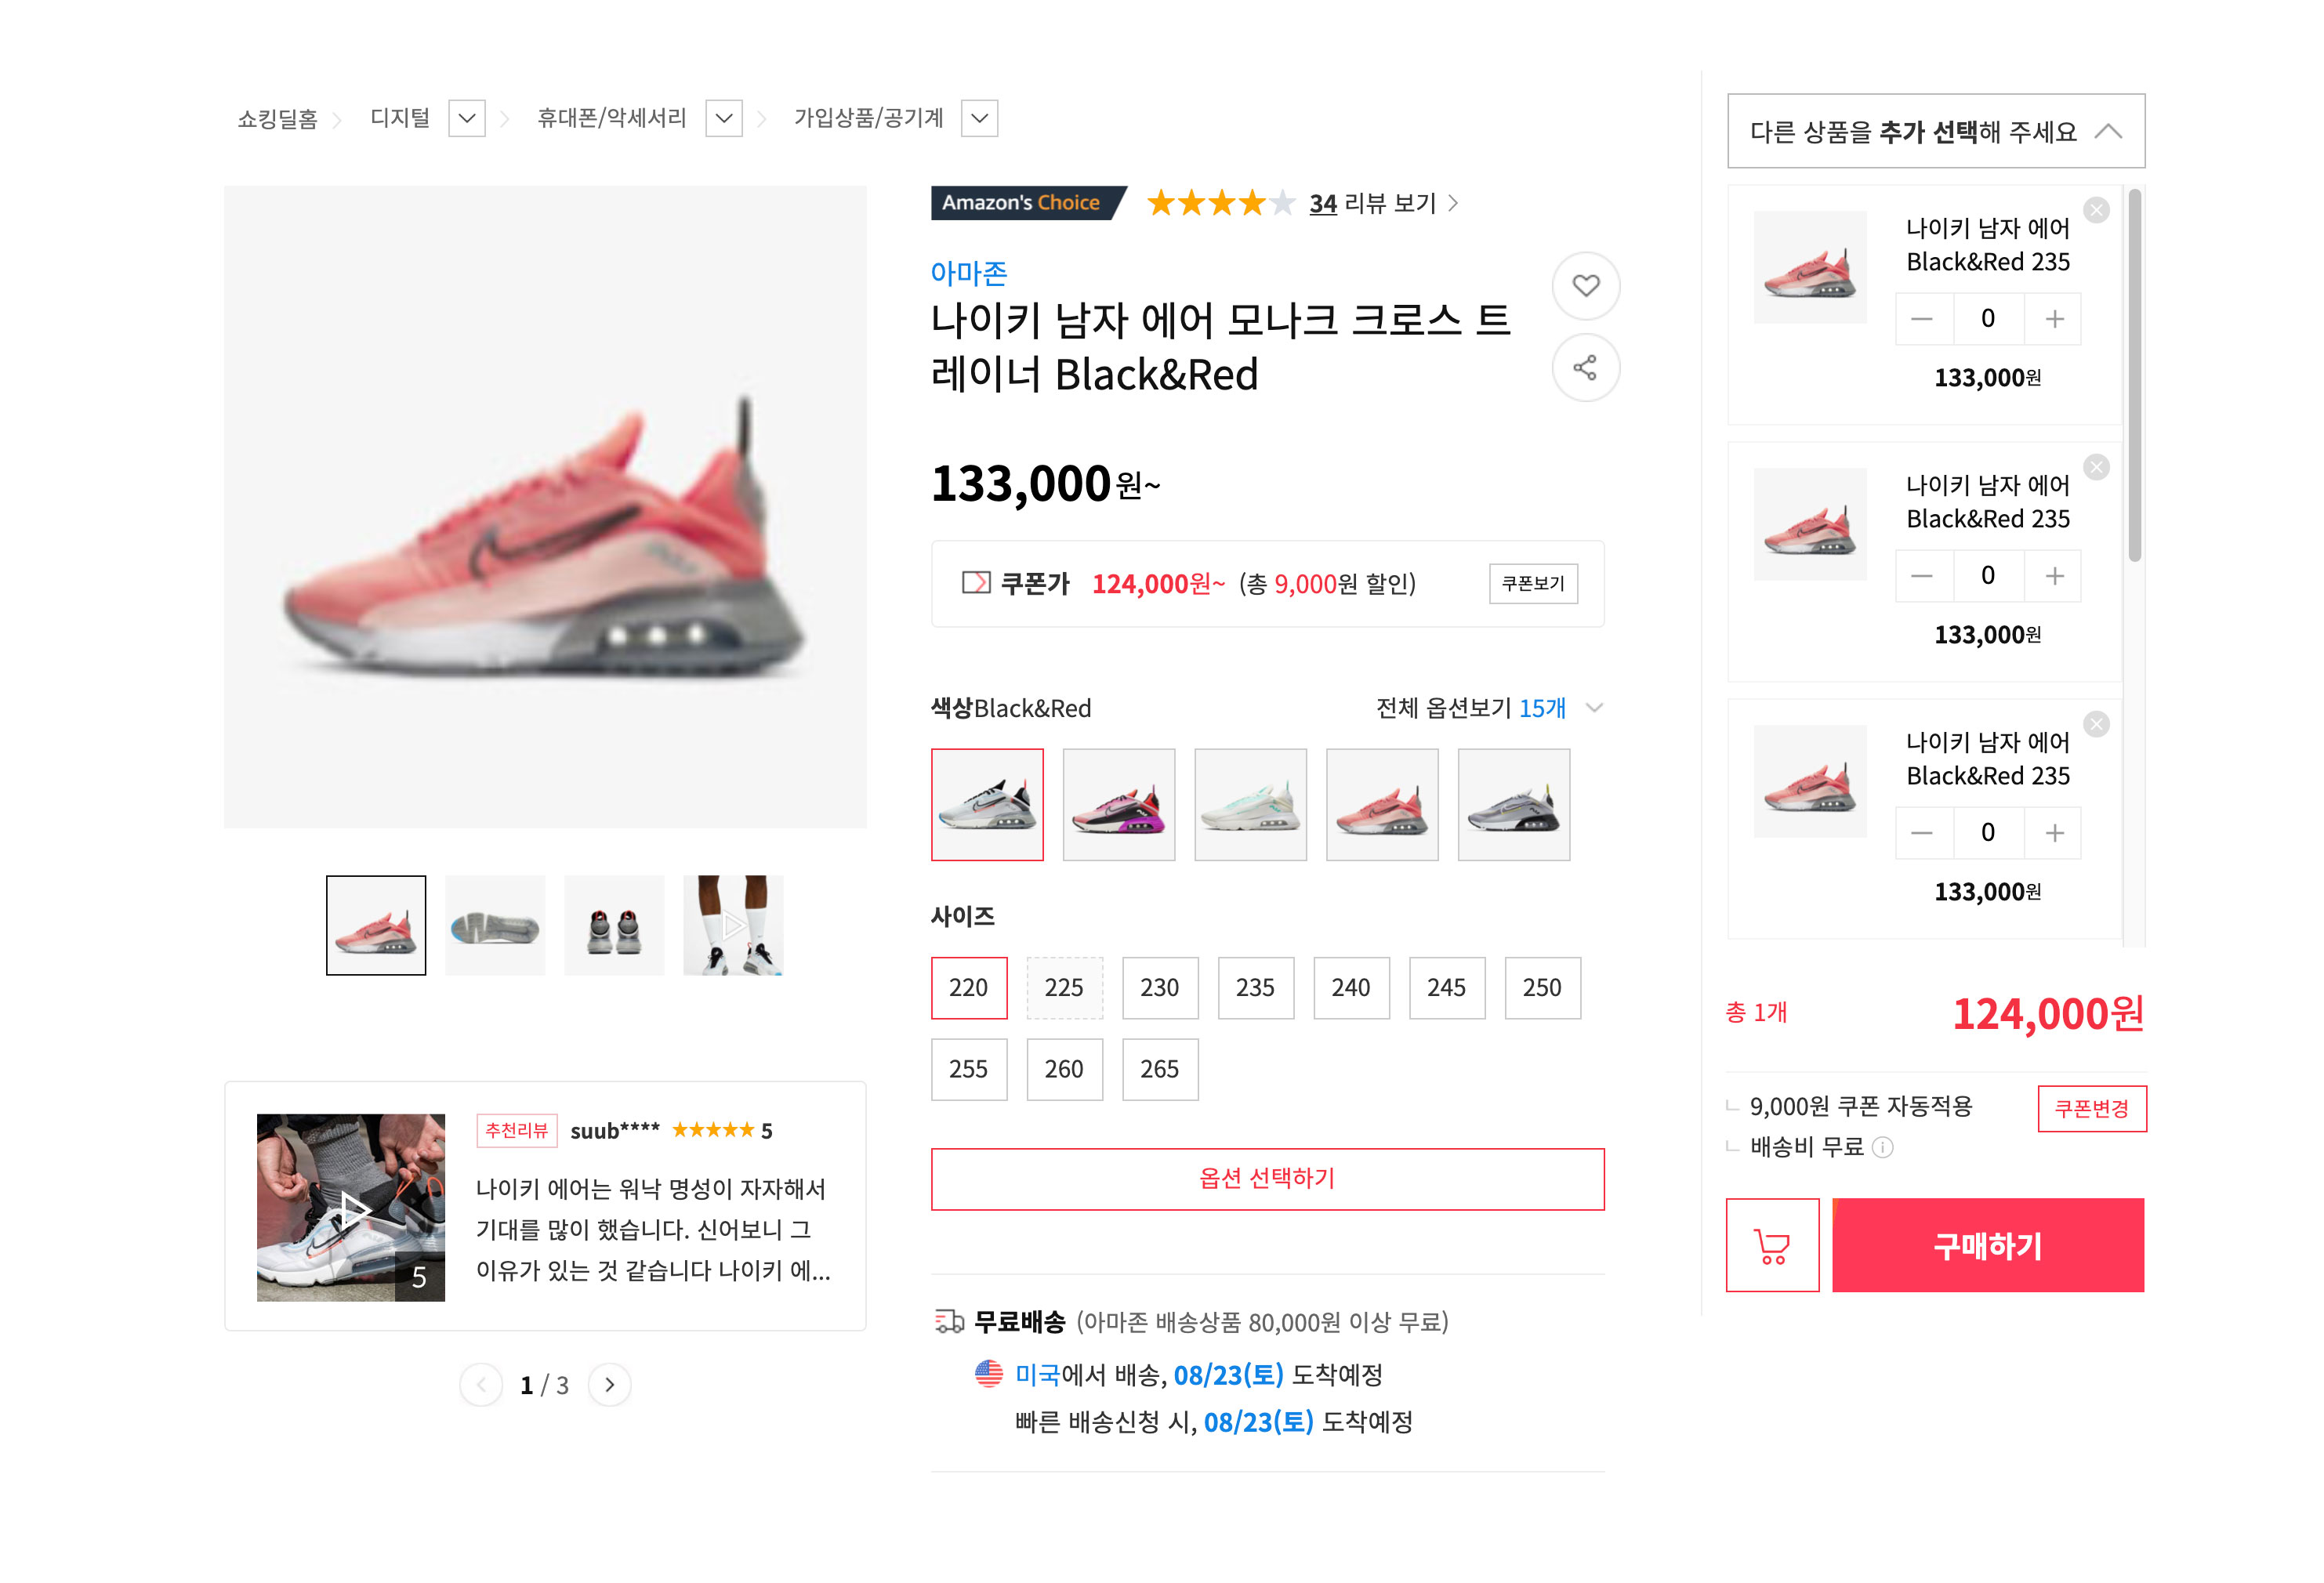 쇼킹딜홈 디지털 휴대폰/악세서리 가입상품/공기계
Amazon's Choice 34 리뷰 보기
아마존
나이키 남자 에어 모나크 크로스 트
레이너 Black&Red
133,000원~
쿠폰가 124,000원~ (총 9,000원 할인) 쿠폰보기
색상Black&Red 전체 옵션보기 15개
사이즈
220 225 230 235 240 245 250
255 260 265
옵션 선택하기
무료배송 (아마존 배송상품 80,000원 이상 무료)
미국에서 배송, 08/23(토) 도착예정
빠른 배송신청 시, 08/23(토) 도착예정
추천리뷰 suub**** 5
나이키 에어는 워낙 명성이 자자해서
기대를 많이 했습니다. 신어보니 그
이유가 있는 것 같습니다 나이키 에...
5
1 / 3
다른 상품을 추가 선택해 주세요
나이키 남자 에어
Black&Red 235
0
133,000원
나이키 남자 에어
Black&Red 235
0
133,000원
나이키 남자 에어
Black&Red 235
0
133,000원
총 1개 124,000원
9,000원 쿠폰 자동적용 쿠폰변경
배송비 무료
구매하기